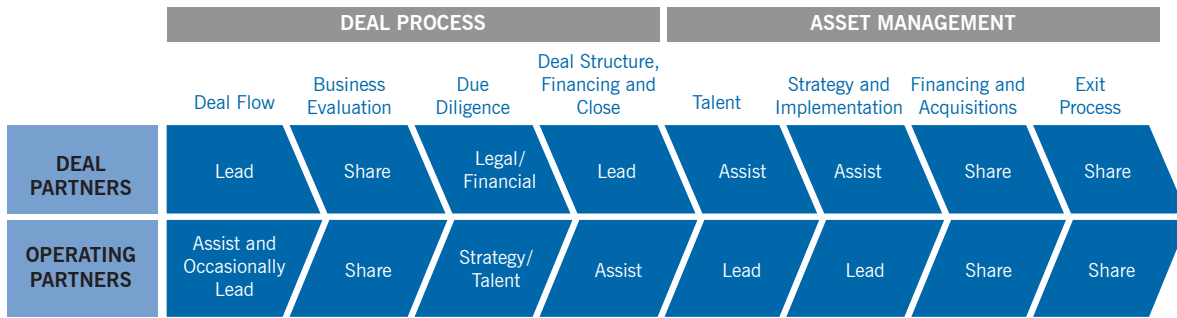 DEAL PROCESS
ASSET MANAGEMENT
Deal Flow
Business
Evaluation
Due
Diligence
Deal Structure,
Financing and
Close
Talent
Strategy and
Implementation
Financing and
Acquisitions
Exit
Process
DEAL
PARTNERS
Lead
Share
Legal/
Financial
Lead
Assist
Assist
Share
Share
OPERATING
PARTNERS
Assist and
Occasionally
Lead
Share
Strategy/
Talent
Assist
Lead
Lead
Share
Share